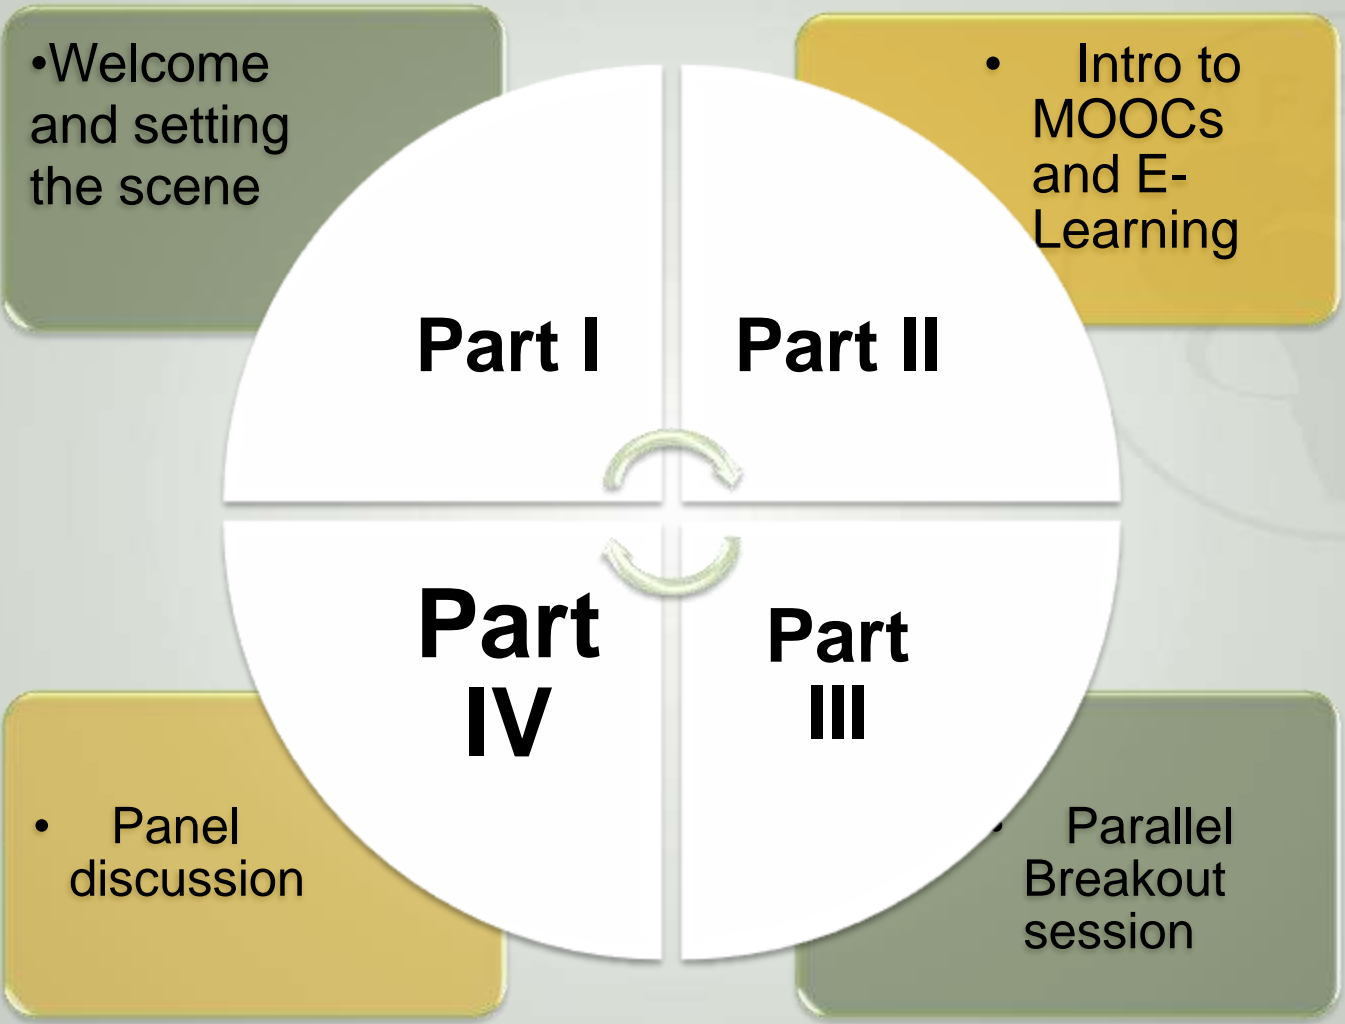 •Welcome
and setting
the scene
• Intro to
MOOCs
and E-
Learning
Part I
Part II
Part
IV
Part
III
• Panel
discussion
• Parallel
Breakout
session